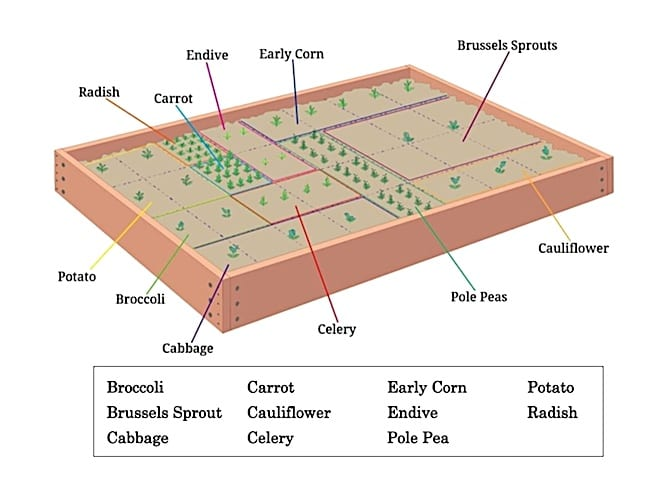 Brussels Sprouts
Endive
Early Corn
Radish
Carrot
Cauliflower
Potato
Broccoli
Pole Peas
Celery
Cabbage
Broccoli Carrot Early Corn Potato
Brussels Sprout Cauliflower Endive Radish
Cabbage Celery Pole Pea